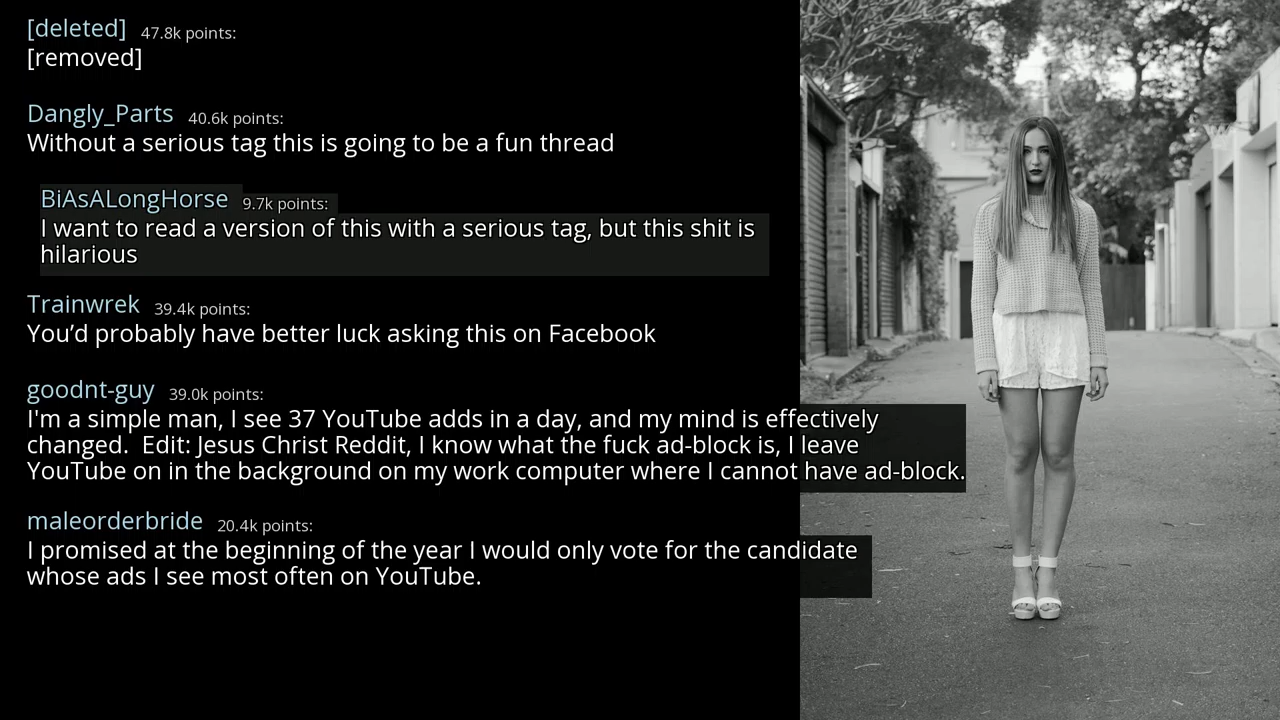 [deleted] 47.8k points:
[removed]
Dangly_Parts 40.6k points:
Without a serious tag this is going to be a fun thread
BiAsALongHorse 9.7k points:
I want to read a version of this with a serious tag, but this shit is
hilarious
Trainwrek 39.4k points:
You’d probably have better luck asking this on Facebook
goodnt-guy 39.0k points:
I'm a simple man, I see 37 YouTube adds in a day, and my mind is effectively
changed.  Edit: Jesus Christ Reddit, I know what the fuck ad-block is, I leave
YouTube on in the background on my work computer where I cannot have ad-block.
maleorderbride 20.4k points:
I promised at the beginning of the year I would only vote for the candidate
whose ads I see most often on YouTube.